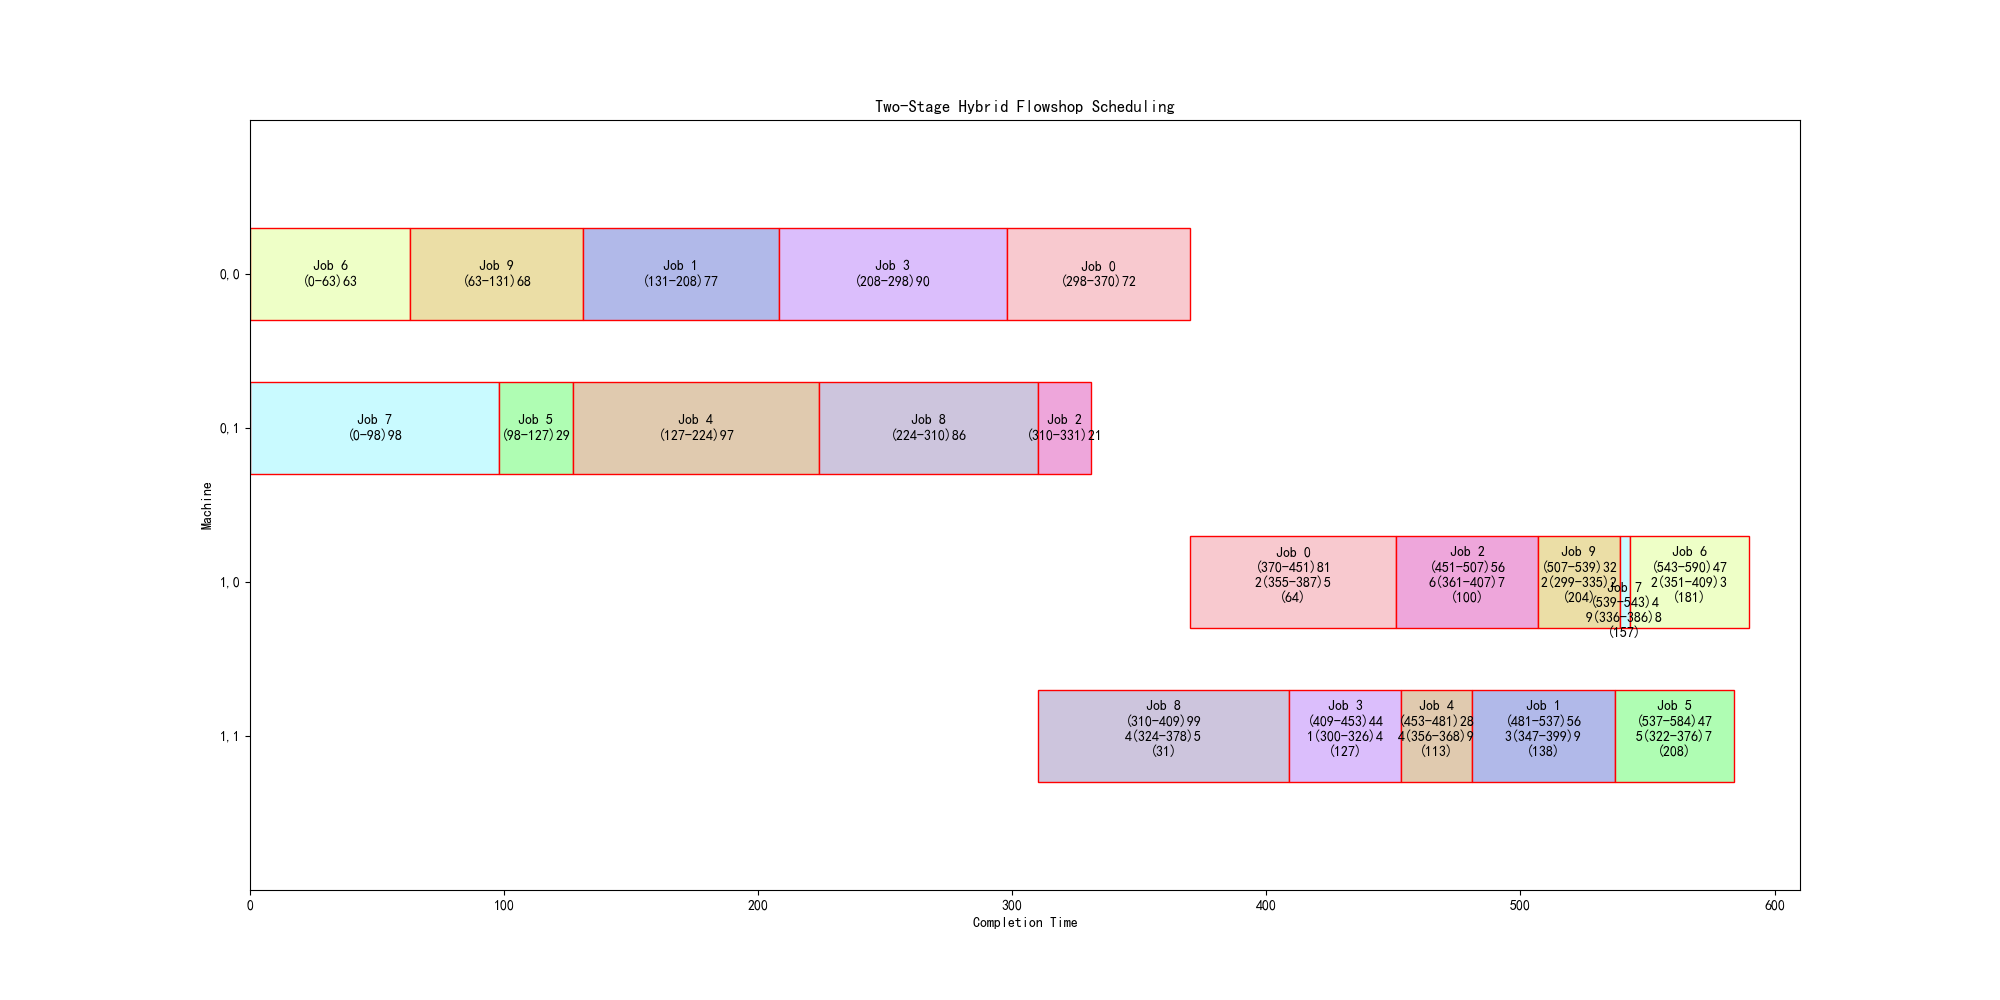 Two-Stage Hybrid Flowshop Scheduling
Machine
0,0
Job 6
(0-63)63
Job 9
(63-131)68
Job 1
(131-208)77
Job 3
(208-298)90
Job 0
(298-370)72
0,1
Job 7
(0-98)98
Job 5
(98-127)29
Job 4
(127-224)97
Job 8
(224-310)86
Job 2
(310-331)21
1,0
Job 0
(370-451)81
2(355-387)5
(64)
Job 2
(451-507)56
6(361-407)7
(100)
Job 9
(507-539)32
2(299-335)2
(204)
Job 7
(539-543)4
9(336-386)8
(157)
Job 6
(543-590)47
2(351-409)3
(181)
1,1
Job 8
(310-409)99
4(324-378)5
(31)
Job 3
(409-453)44
1(300-326)4
(127)
Job 4
(453-481)28
4(356-368)9
(113)
Job 1
(481-537)56
3(347-399)9
(138)
Job 5
(537-584)47
5(322-376)7
(208)
0
100
200
300
400
500
600
Completion Time